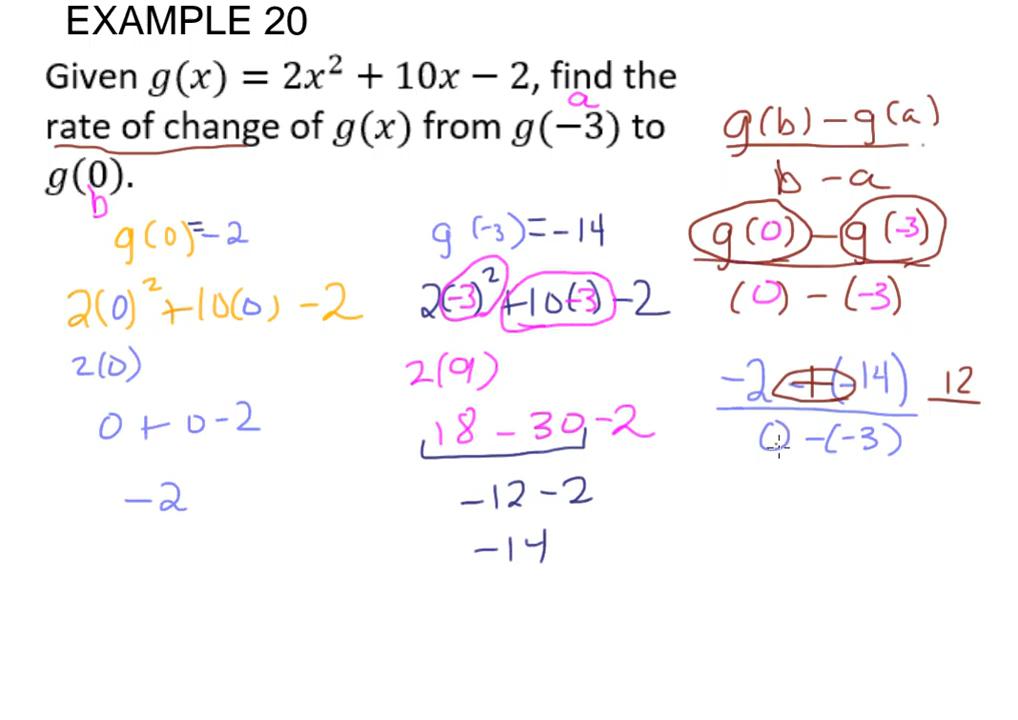 EXAMPLE 20
Given g(x) = 2x² + 10x − 2, find the
a
rate of change of g(x) from g(−3) to
g(0).
b
g(0)=-2
2(0)²+10(0)-2
2(0)
0+0-2
-2
g(-3)=-14
2(-3)²+10(-3)-2
2(9)
18-30-2
-12-2
-14
g(b)-g(a)
b-a
g(0)-g(-3)
(0)-(-3)
-2+(-14) 12
0-(-3)